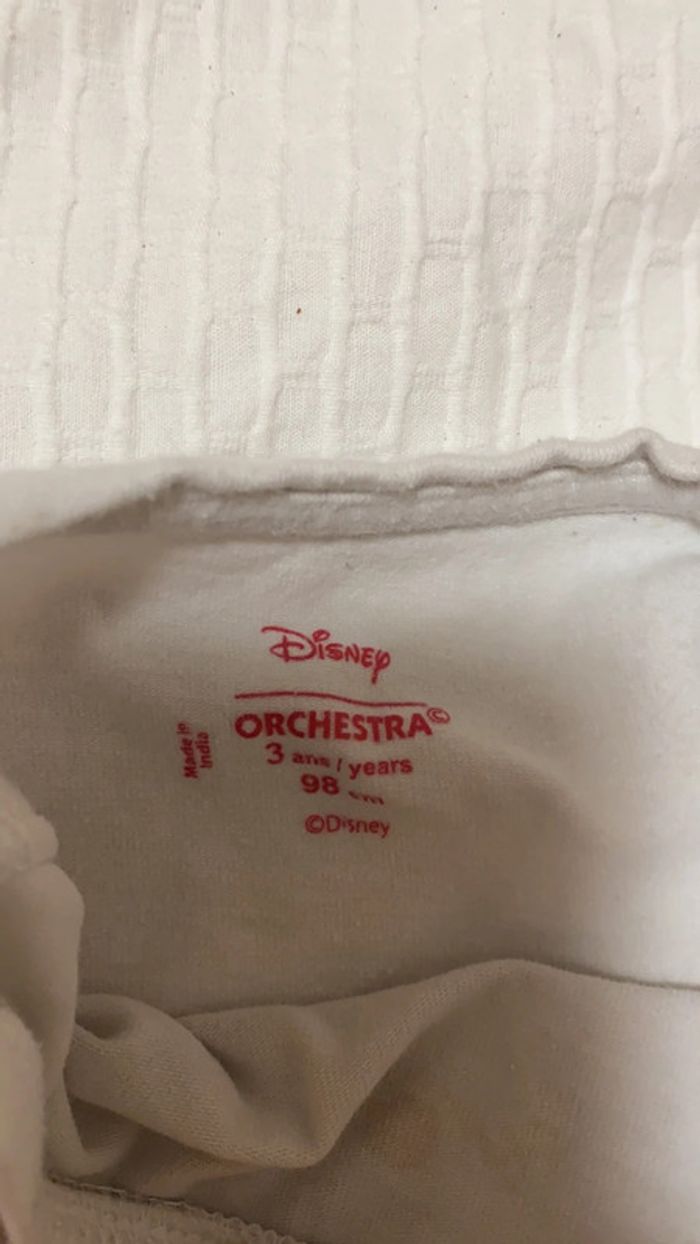 Disney
ORCHESTRA©
Made in
India
3 ans / years
98 cm
©Disney